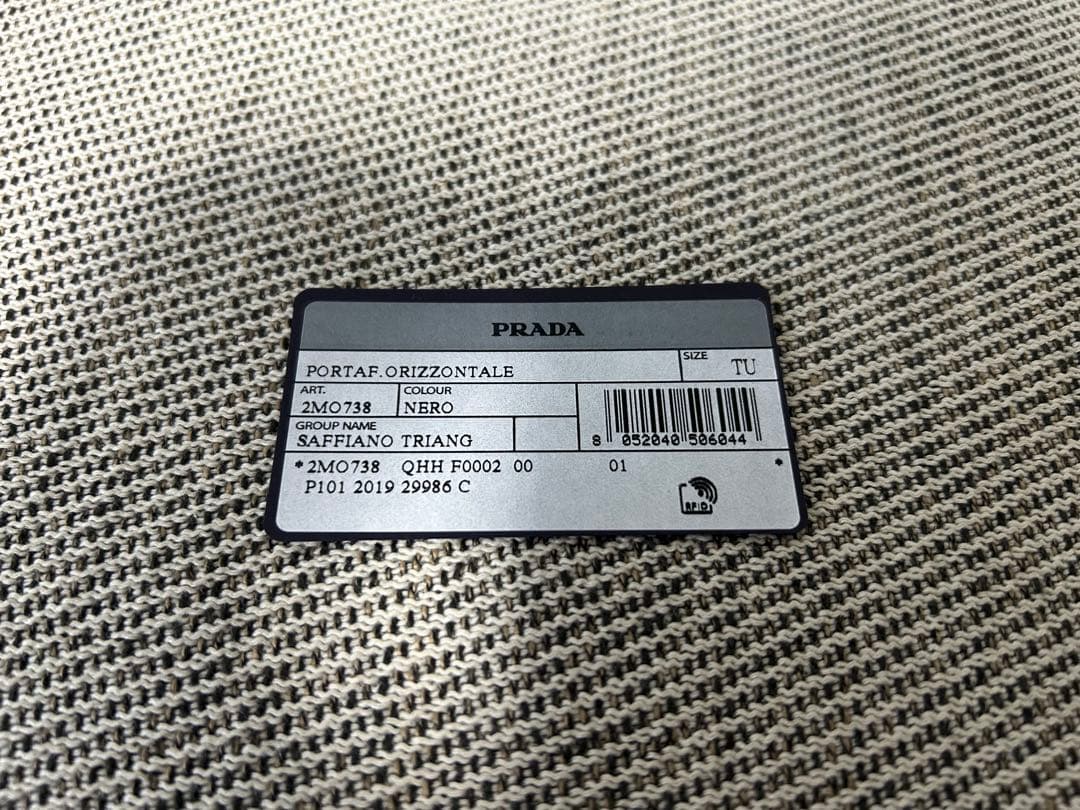 PRADA
PORTAF.ORIZZONTALE
SIZE
TU
ART.
2MO738
COLOUR
NERO
GROUP NAME
SAFFIANO TRIANG
8 052040 506044
*2MO738 QHH F0002 00 01 *
P101 2019 29986 C
RFID